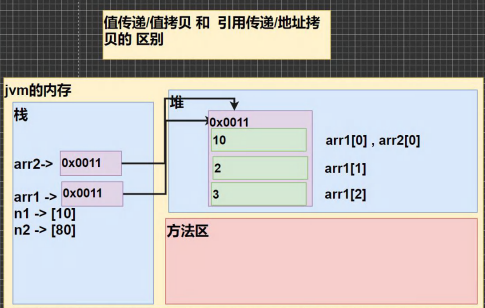 值传递/值拷贝 和 引用传递/地址拷
贝的 区别
jvm的内存
栈
堆
0x0011
arr2-> 0x0011
10 arr1[0] , arr2[0]
2 arr1[1]
arr1 -> 0x0011
3 arr1[2]
n1 -> [10]
n2 -> [80]
方法区